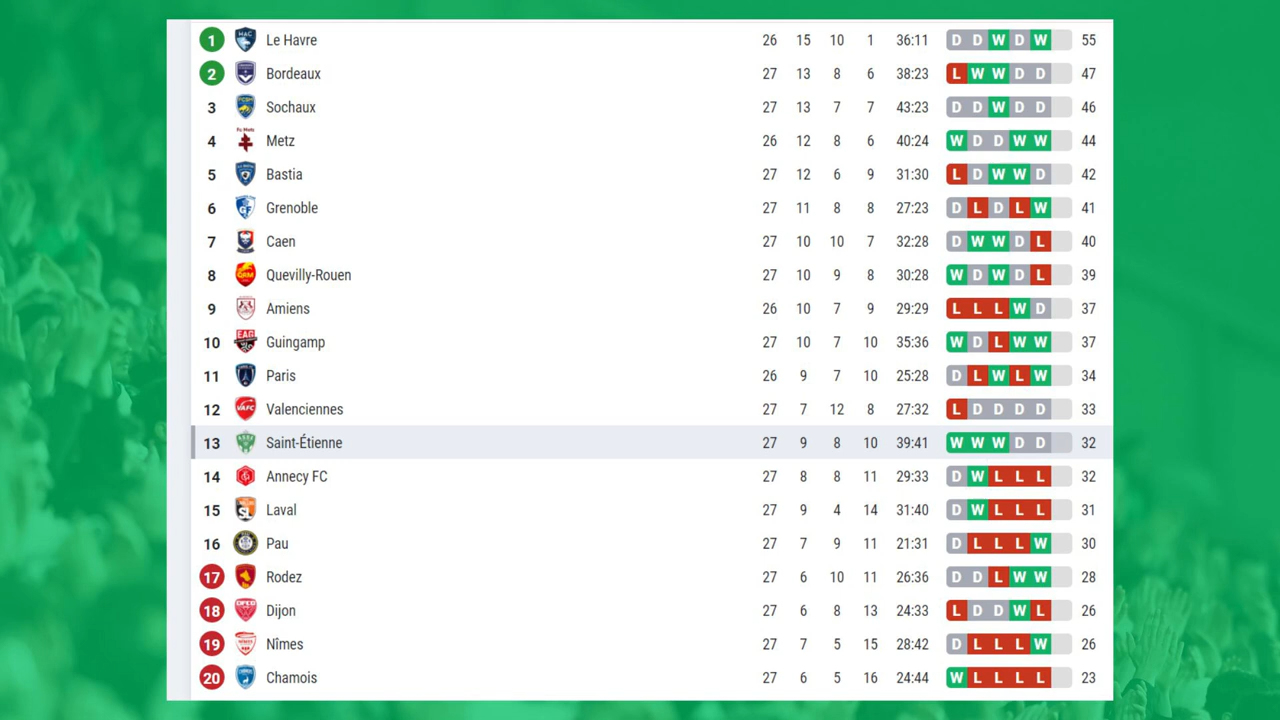 1 Le Havre 26 15 10 1 36:11 D D W D W 55
2 Bordeaux 27 13 8 6 38:23 L W W D D 47
3 Sochaux 27 13 7 7 43:23 D D W D D 46
4 Metz 26 12 8 6 40:24 W D D W W 44
5 Bastia 27 12 6 9 31:30 L D W W D 42
6 Grenoble 27 11 8 8 27:23 D L D L W 41
7 Caen 27 10 10 7 32:28 D W W D L 40
8 Quevilly-Rouen 27 10 9 8 30:28 W D W D L 39
9 Amiens 26 10 7 9 29:29 L L L W D 37
10 Guingamp 27 10 7 10 35:36 W D L W W 37
11 Paris 26 9 7 10 25:28 D L W L W 34
12 Valenciennes 27 7 12 8 27:32 L D D D D 33
13 Saint-Étienne 27 9 8 10 39:41 W W W D D 32
14 Annecy FC 27 8 8 11 29:33 D W L L L 32
15 Laval 27 9 4 14 31:40 D W L L L 31
16 Pau 27 7 9 11 21:31 D L L L W 30
17 Rodez 27 6 10 11 26:36 D D L W W 28
18 Dijon 27 6 8 13 24:33 L D D W L 26
19 Nîmes 27 7 5 15 28:42 D L L L W 26
20 Chamois 27 6 5 16 24:44 W L L L L 23